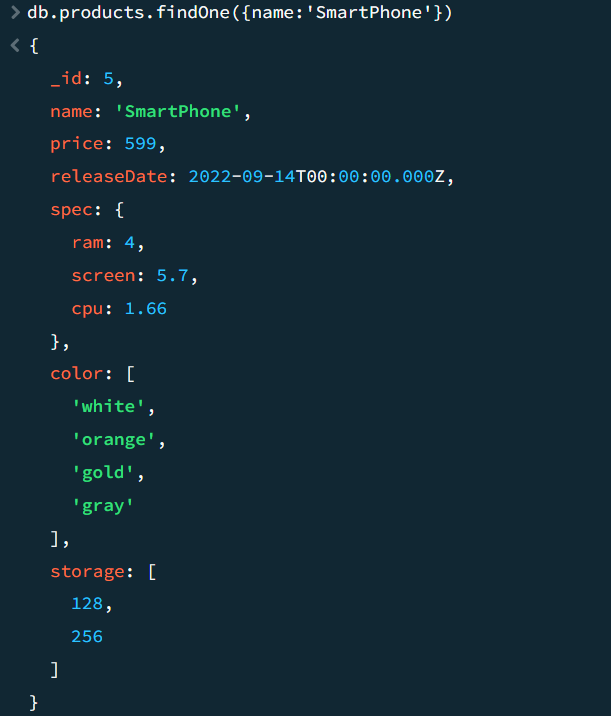 > db.products.findOne({name:'SmartPhone'})
< {
_id: 5,
name: 'SmartPhone',
price: 599,
releaseDate: 2022-09-14T00:00:00.000Z,
spec: {
ram: 4,
screen: 5.7,
cpu: 1.66
},
color: [
'white',
'orange',
'gold',
'gray'
],
storage: [
128,
256
]
}